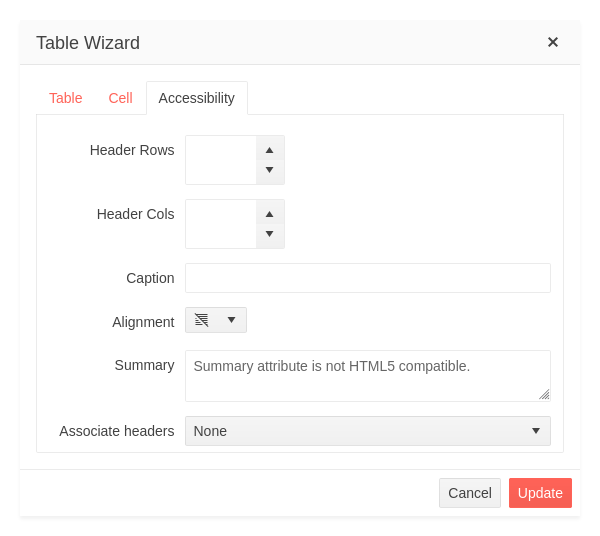 Table Wizard
Table Cell Accessibility
Header Rows
Header Cols
Caption
Alignment
Summary Summary attribute is not HTML5 compatible.
Associate headers None
Cancel Update